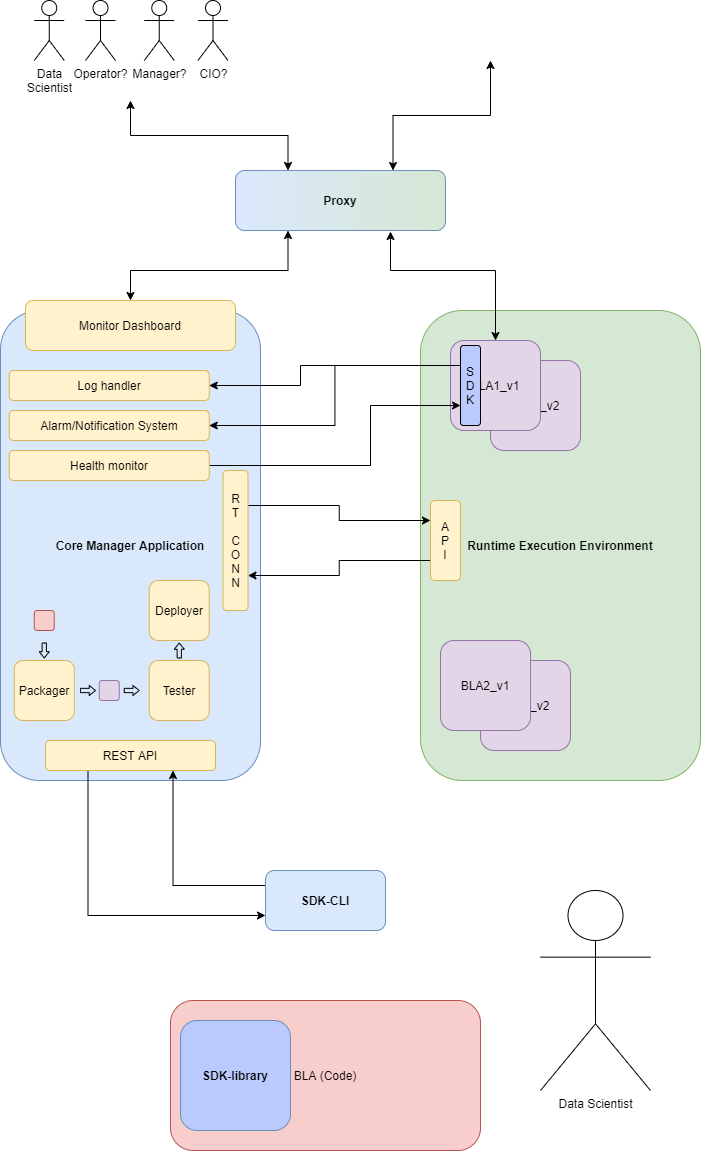 Data
Scientist
Operator?
Manager?
CIO?
Proxy
Monitor Dashboard
Log handler
Alarm/Notification System
Health monitor
S
D
K
LA1_v1
_v2
R
T
C
O
N
N
A
P
I
Core Manager Application
Runtime Execution Environment
Deployer
Packager
Tester
BLA2_v1
_v2
REST API
SDK-CLI
SDK-library
BLA (Code)
Data Scientist